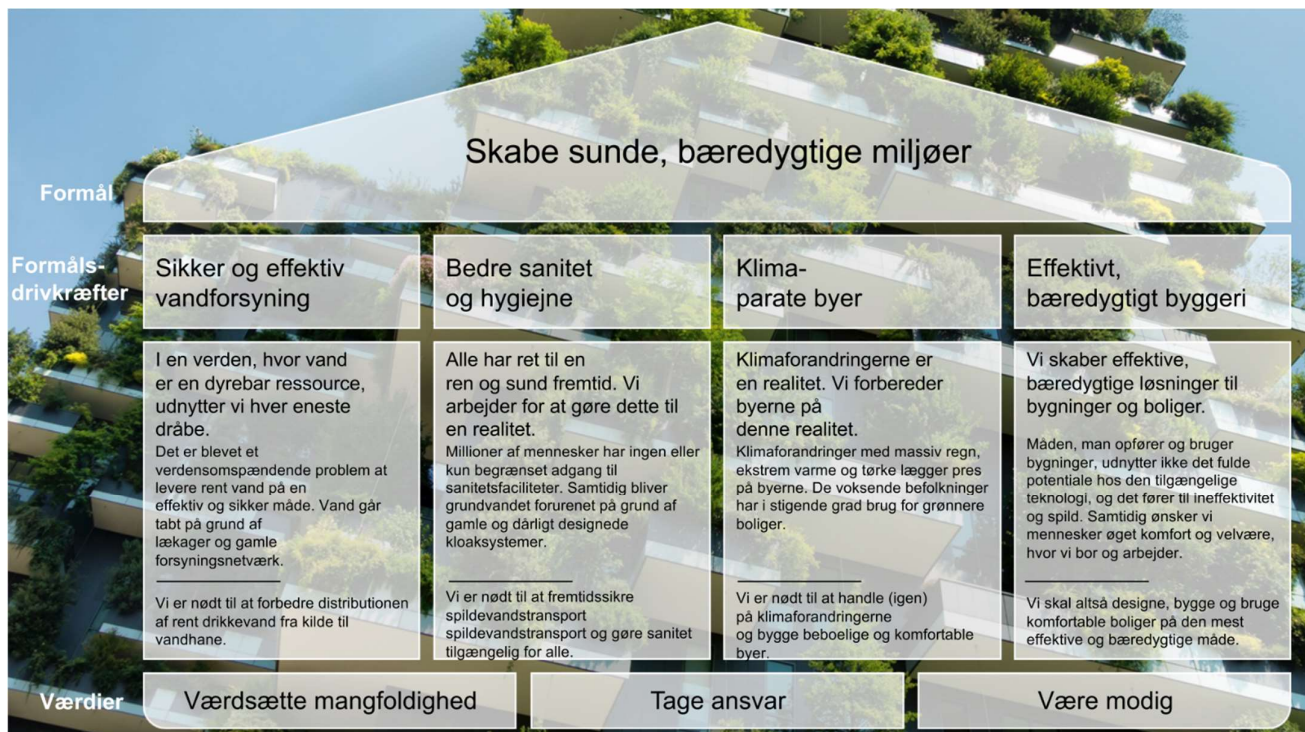 Skabe sunde, bæredygtige miljøer
Formål
Formåls-
drivkræfter
Sikker og effektiv
vandforsyning
Bedre sanitet
og hygiejne
Klima-
parate byer
Effektivt,
bæredygtigt byggeri
I en verden, hvor vand
er en dyrebar ressource,
udnytter vi hver eneste
dråbe.
Det er blevet et
verdensomspændende problem at
levere rent vand på en
effektiv og sikker måde. Vand går
tabt på grund af
lækager og gamle
forsyningsnetværk.
Vi er nødt til at forbedre distributionen
af rent drikkevand fra kilde til
vandhane.
Alle har ret til en
ren og sund fremtid. Vi
arbejder for at gøre dette til
en realitet.
Millioner af mennesker har ingen eller
kun begrænset adgang til
sanitetsfaciliteter. Samtidig bliver
grundvandet forurenet på grund af
gamle og dårligt designede
kloaksystemer.
Vi er nødt til at fremtidssikre
spildevandstransport
spildevandstransport og gøre sanitet
tilgængelig for alle.
Klimaforandringerne er
en realitet. Vi forbereder
byerne på
denne realitet.
Klimaforandringer med massiv regn,
ekstrem varme og tørke lægger pres
på byerne. De voksende befolkninger
har i stigende grad brug for grønnere
boliger.
Vi er nødt til at handle (igen)
på klimaforandringerne
og bygge beboelige og komfortable
byer.
Vi skaber effektive,
bæredygtige løsninger til
bygninger og boliger.
Måden, man opfører og bruger
bygninger, udnytter ikke det fulde
potentiale hos den tilgængelige
teknologi, og det fører til ineffektivitet
og spild. Samtidig ønsker vi
mennesker øget komfort og velvære,
hvor vi bor og arbejder.
Vi skal altså designe, bygge og bruge
komfortable boliger på den mest
effektive og bæredygtige måde.
Værdier
Værdsætte mangfoldighed
Tage ansvar
Være modig